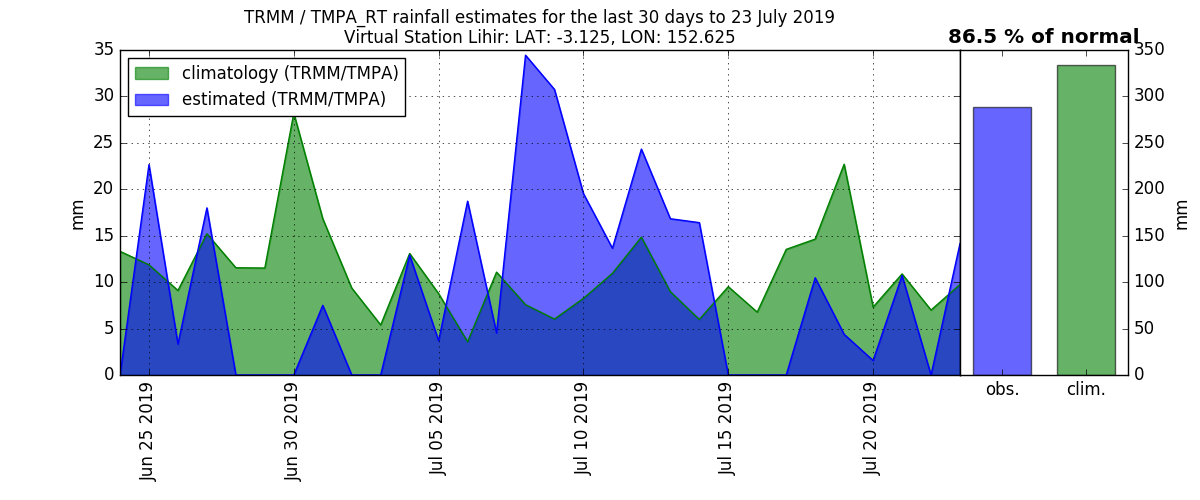 TRMM / TMPA_RT rainfall estimates for the last 30 days to 23 July 2019
Virtual Station Lihir: LAT: -3.125, LON: 152.625
86.5 % of normal
climatology (TRMM/TMPA)
estimated (TRMM/TMPA)
35
30
25
20
15
10
5
0
mm
Jun 25 2019
Jun 30 2019
Jul 05 2019
Jul 10 2019
Jul 15 2019
Jul 20 2019
350
300
250
200
150
100
50
0
mm
obs.
clim.